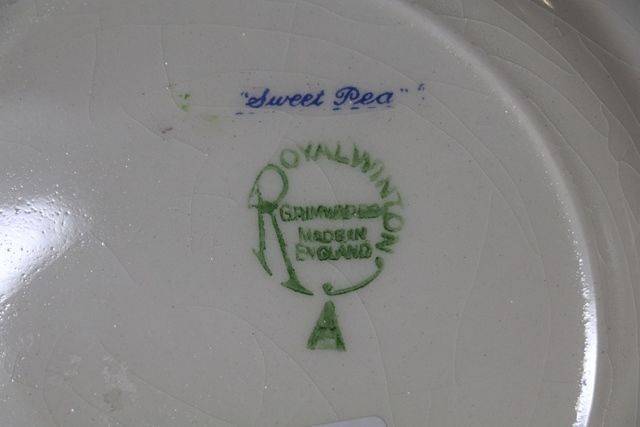 "Sweet Pea"
ROYAL WINTON
GRIMWADES
MADE IN
ENGLAND
A